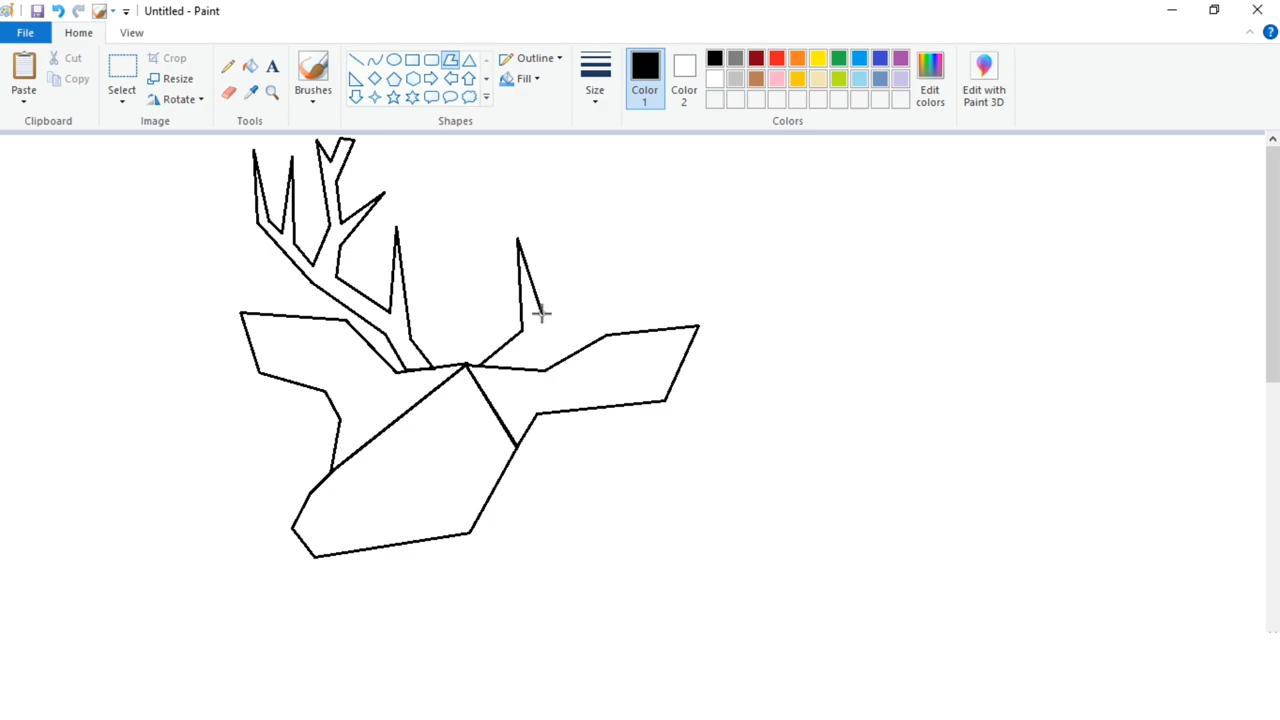 Untitled - Paint
File Home View
Paste
Cut
Copy
Clipboard
Select
Crop
Resize
Rotate
Image
A
Tools
Brushes
Shapes
Outline
Fill
Size
Color 1
Color 2
Edit colors
Colors
Edit with Paint 3D
?